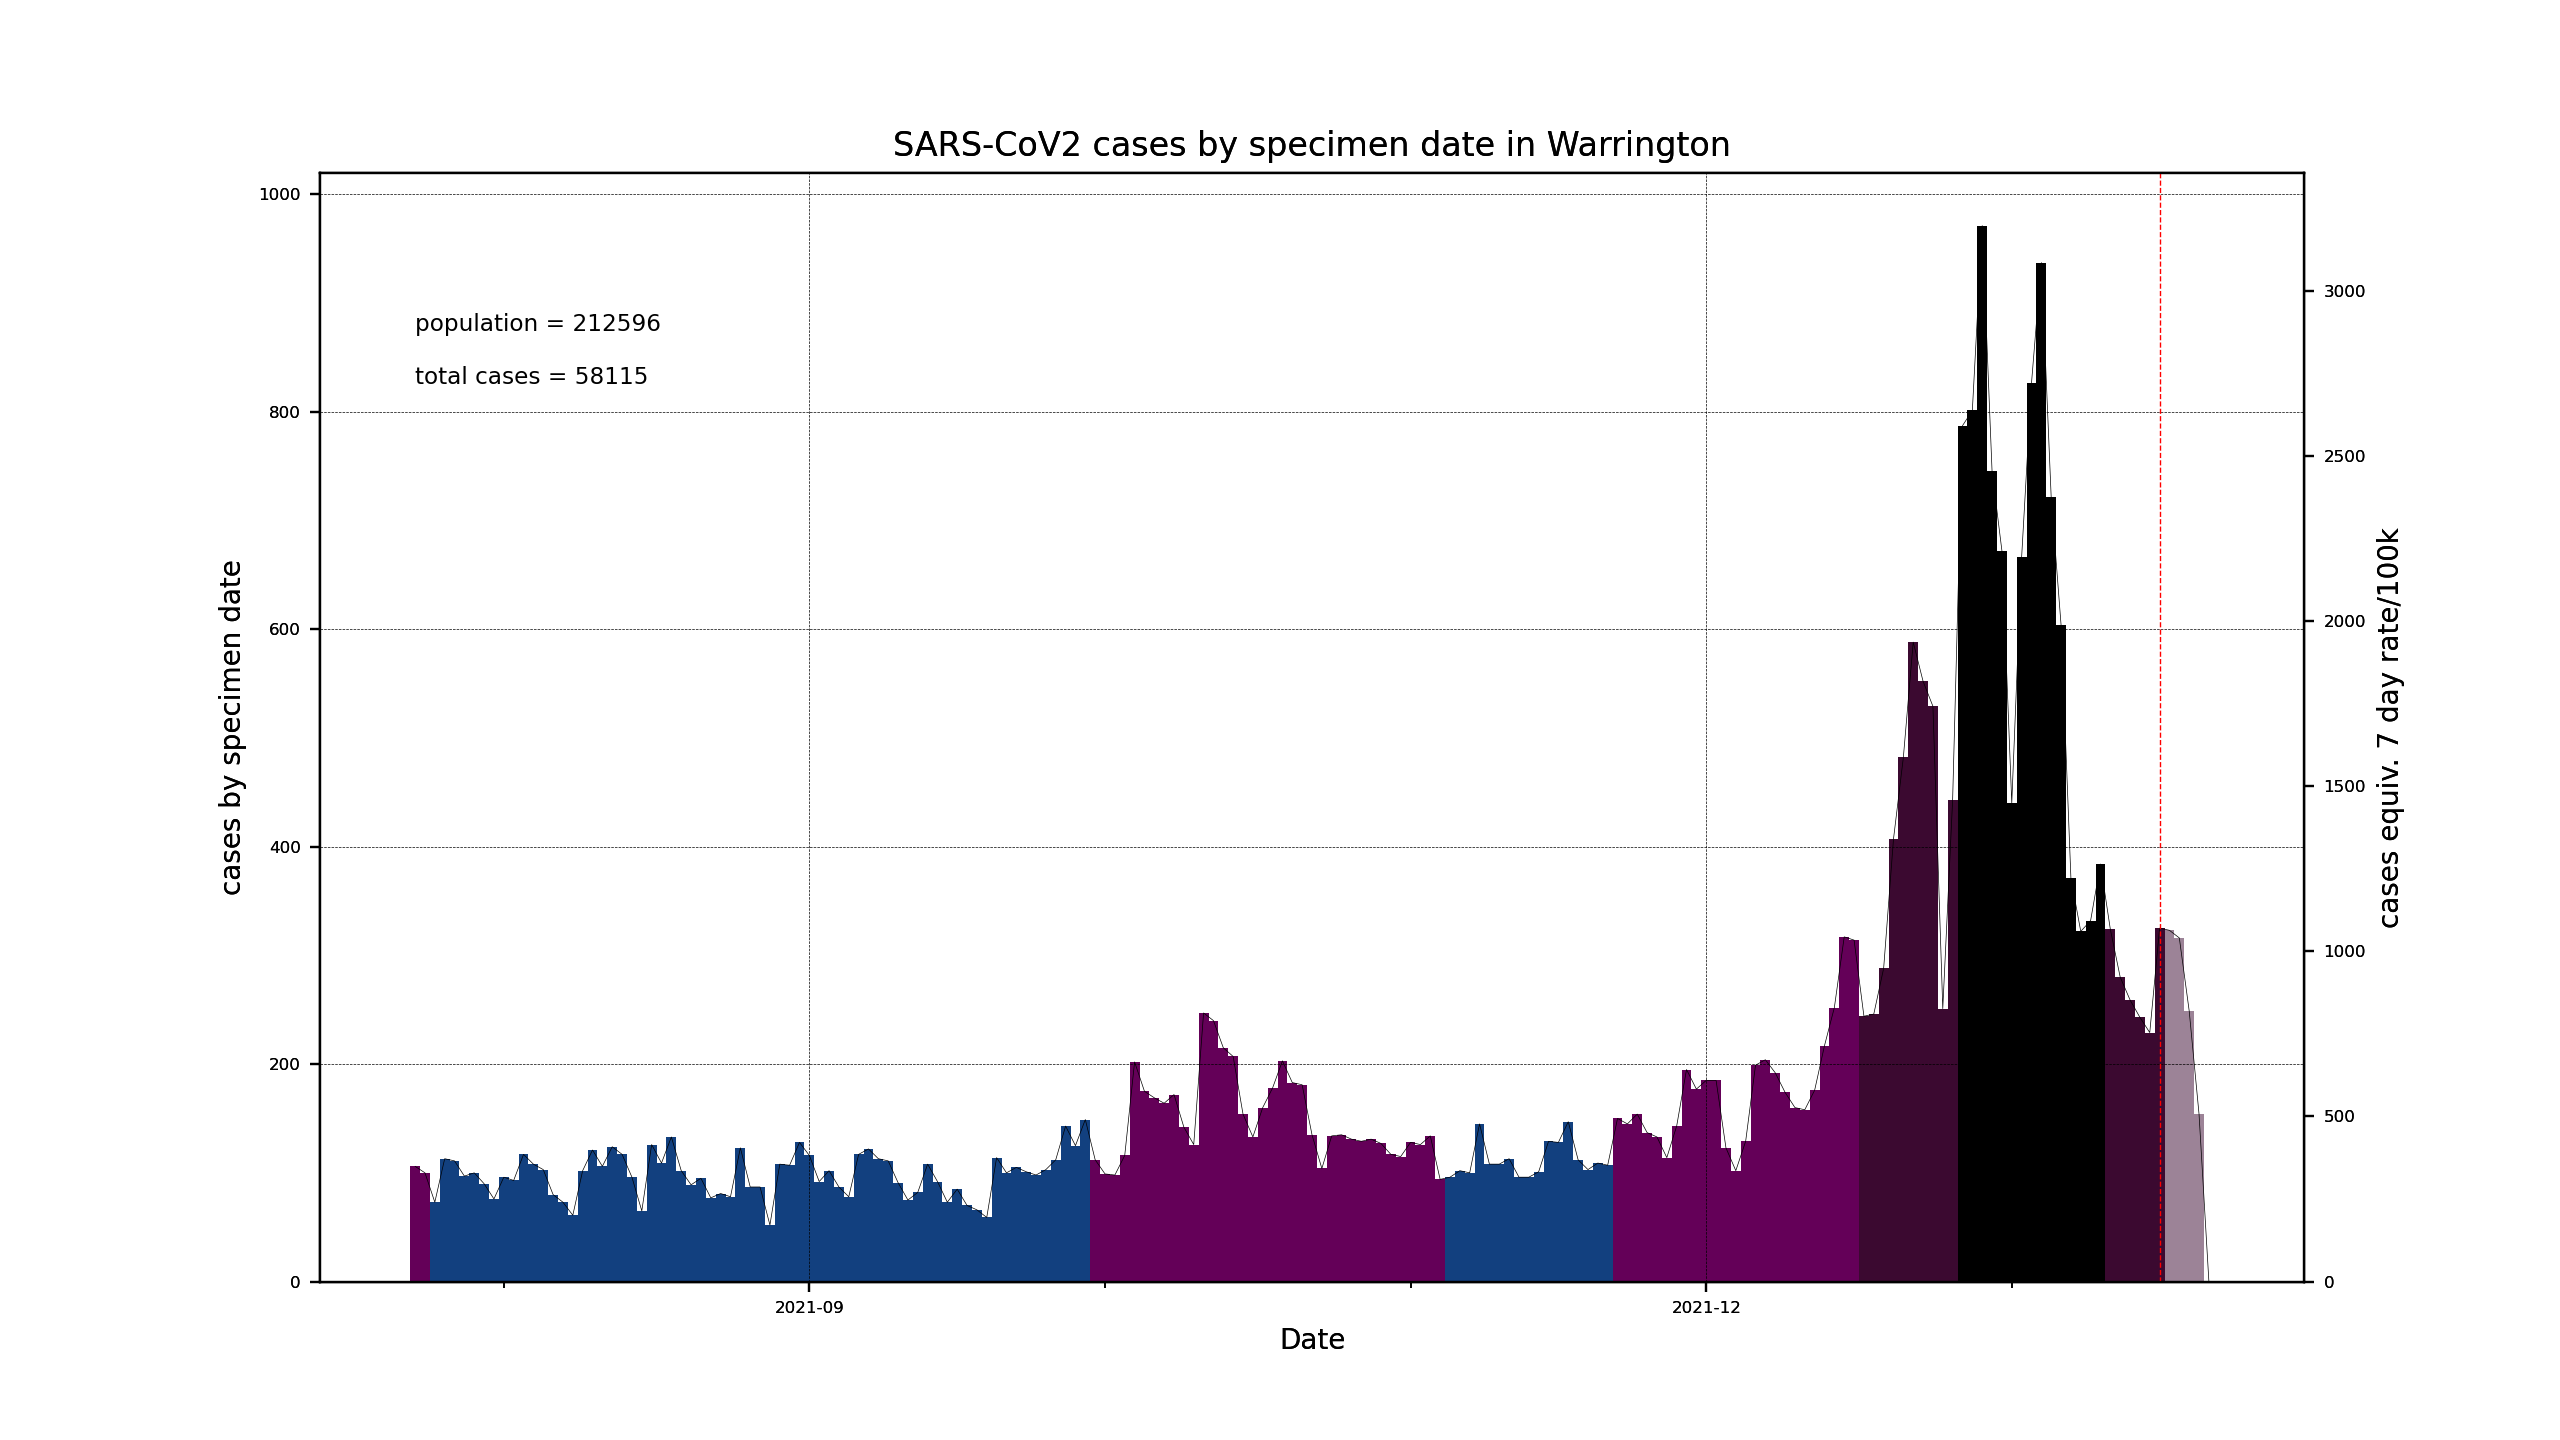 SARS-CoV2 cases by specimen date in Warrington
population = 212596
total cases = 58115
cases by specimen date
1000
800
600
400
200
0
cases equiv. 7 day rate/100k
3000
2500
2000
1500
1000
500
0
2021-09
2021-12
Date